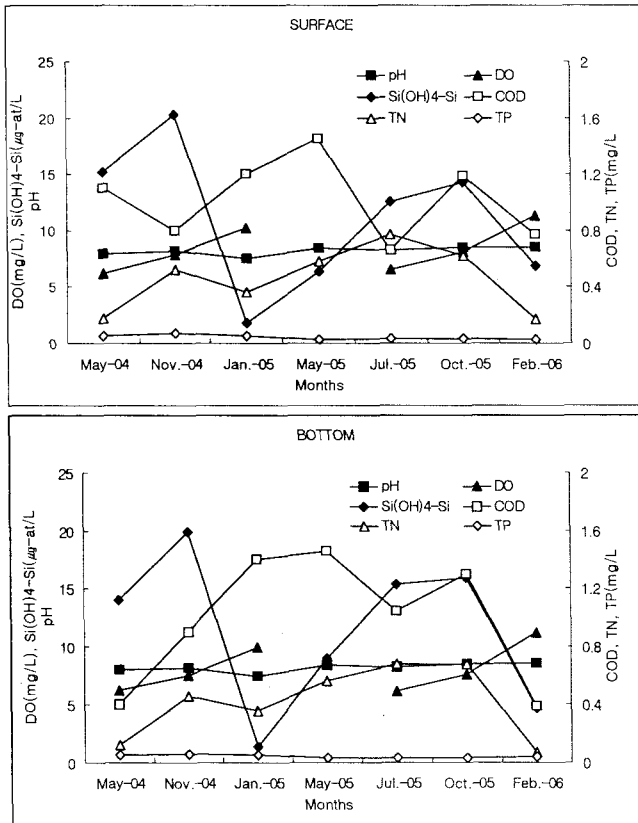 SURFACE
25
20
15
10
5
0
DO(mg/L), Si(OH)4-Si(㎍-at/L
pH
pH
DO
Si(OH)4-Si
COD
TN
TP
2
1.6
1.2
0.8
0.4
0
COD, TN, TP(mg/L
May-04 Nov.-04 Jan.-05 May-05 Jul.-05 Oct.-05 Feb.-06
Months
BOTTOM
25
20
15
10
5
0
DO(mg/L), Si(OH)4-Si(㎍-at/L
pH
pH
DO
Si(OH)4-Si
COD
TN
TP
2
1.6
1.2
0.8
0.4
0
COD, TN, TP(mg/L
May-04 Nov.-04 Jan.-05 May-05 Jul.-05 Oct.-05 Feb.-06
Months